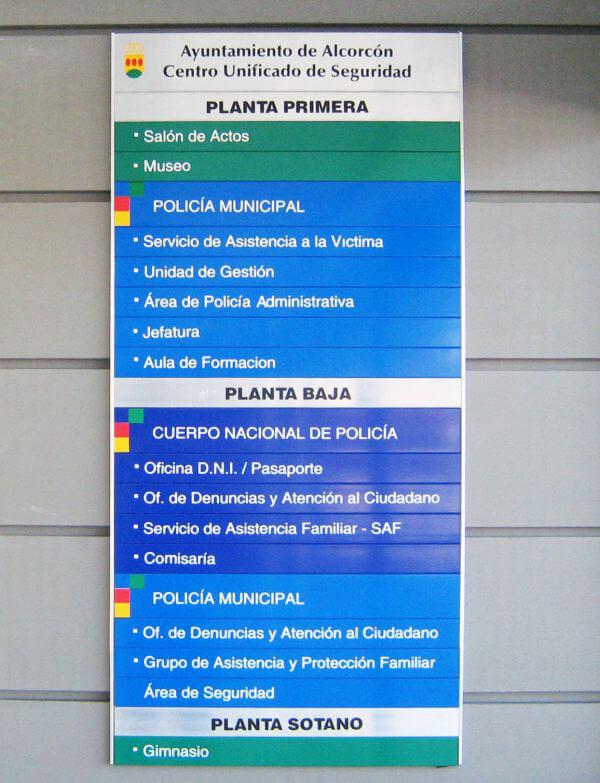 Ayuntamiento de Alcorcón
Centro Unificado de Seguridad
PLANTA PRIMERA
· Salón de Actos
· Museo
POLICÍA MUNICIPAL
· Servicio de Asistencia a la Victima
· Unidad de Gestión
· Área de Policía Administrativa
· Jefatura
· Aula de Formacion
PLANTA BAJA
CUERPO NACIONAL DE POLICÍA
· Oficina D.N.I. / Pasaporte
· Of. de Denuncias y Atención al Ciudadano
· Servicio de Asistencia Familiar - SAF
· Comisaría
POLICÍA MUNICIPAL
· Of. de Denuncias y Atención al Ciudadano
· Grupo de Asistencia y Protección Familiar
Área de Seguridad
PLANTA SOTANO
· Gimnasio